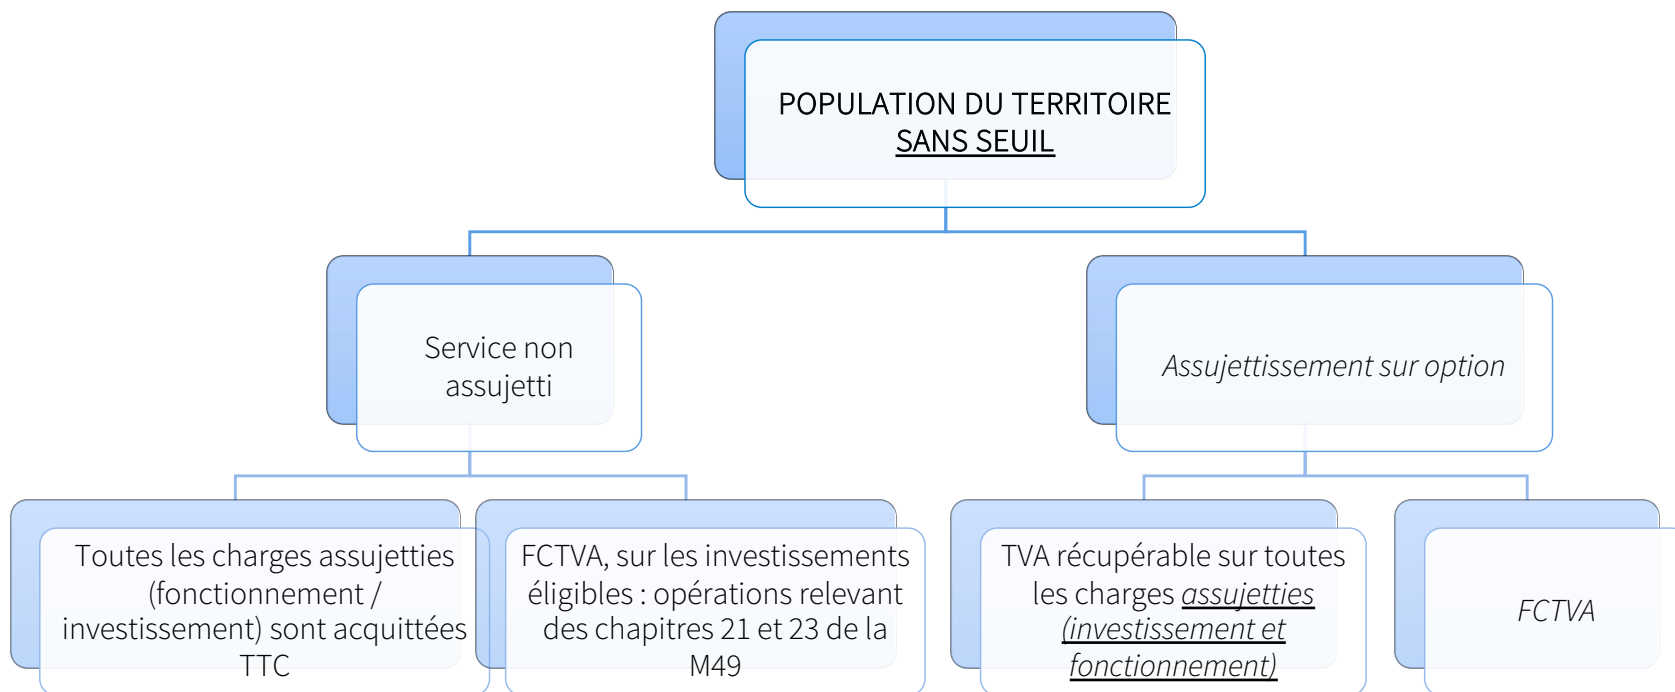 POPULATION DU TERRITOIRE
SANS SEUIL
Service non
assujetti
Assujettissement sur option
Toutes les charges assujetties
(fonctionnement /
investissement) sont acquittées
TTC
FCTVA, sur les investissements
éligibles : opérations relevant
des chapitres 21 et 23 de la
M49
TVA récupérable sur toutes
les charges assujetties
(investissement et
fonctionnement)
FCTVA